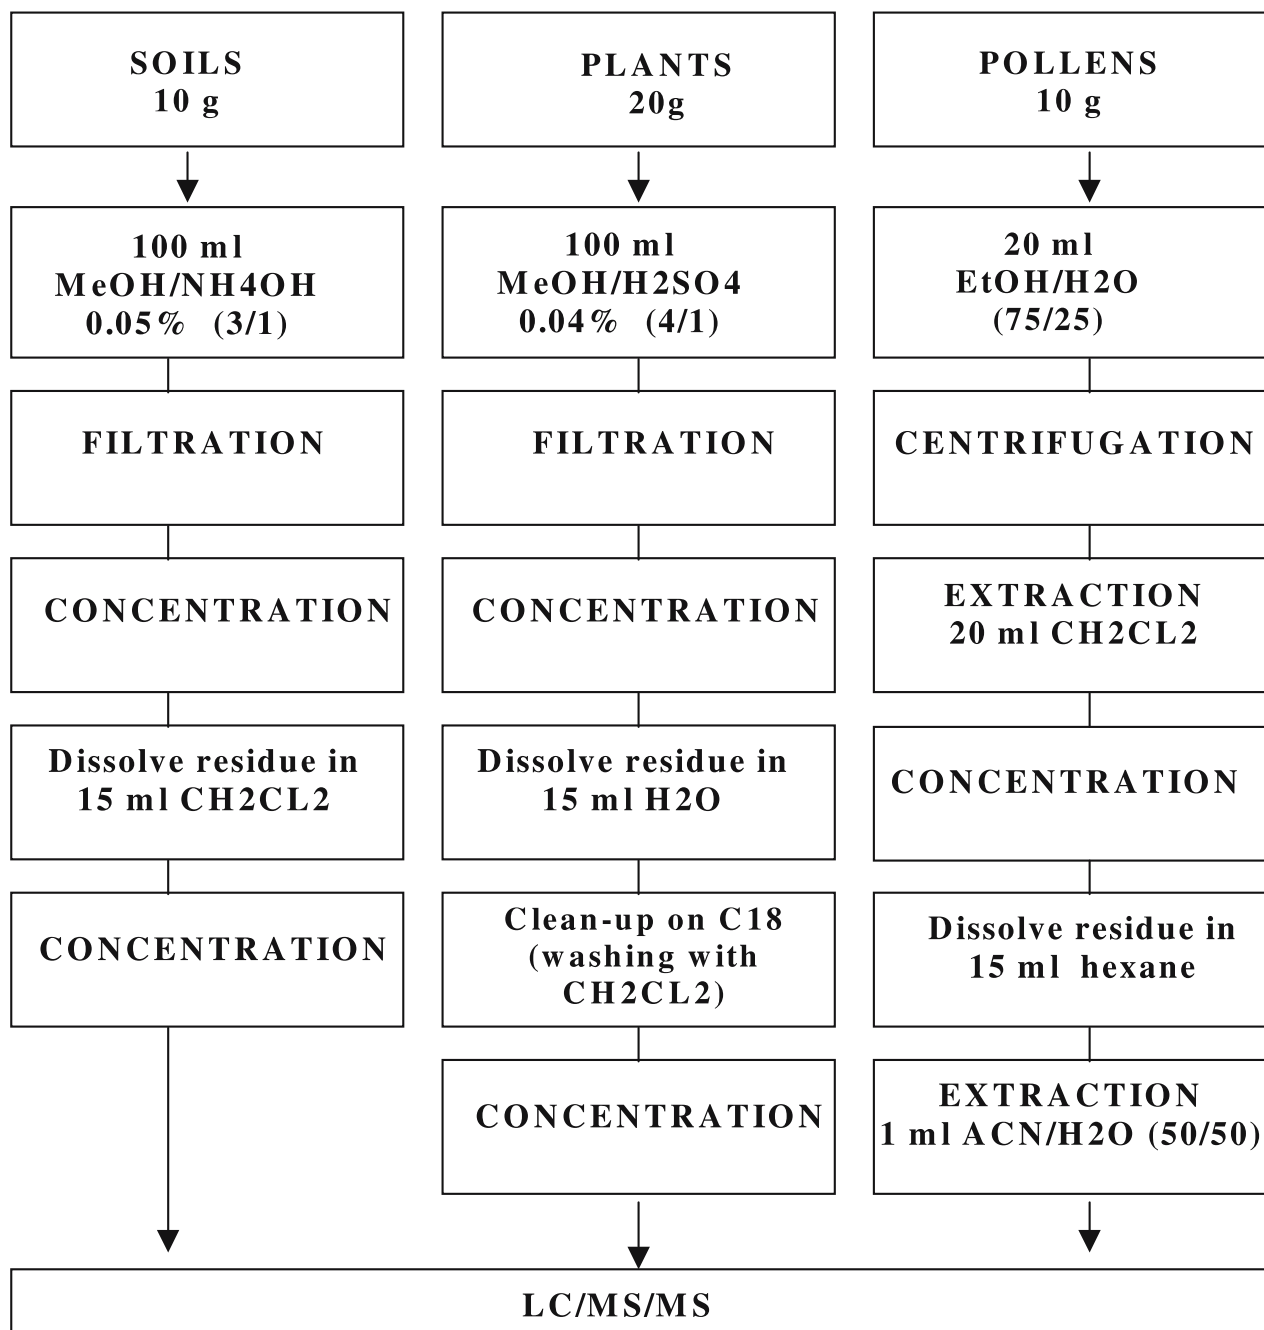 SOILS
10 g
100 ml
MeOH/NH4OH
0.05% (3/1)
FILTRATION
CONCENTRATION
Dissolve residue in
15 ml CH2CL2
CONCENTRATION
PLANTS
20g
100 ml
MeOH/H2SO4
0.04% (4/1)
FILTRATION
CONCENTRATION
Dissolve residue in
15 ml H2O
Clean-up on C18
(washing with
CH2CL2)
CONCENTRATION
POLLENS
10 g
20 ml
EtOH/H2O
(75/25)
CENTRIFUGATION
EXTRACTION
20 ml CH2CL2
CONCENTRATION
Dissolve residue in
15 ml hexane
EXTRACTION
1 ml ACN/H2O (50/50)
LC/MS/MS